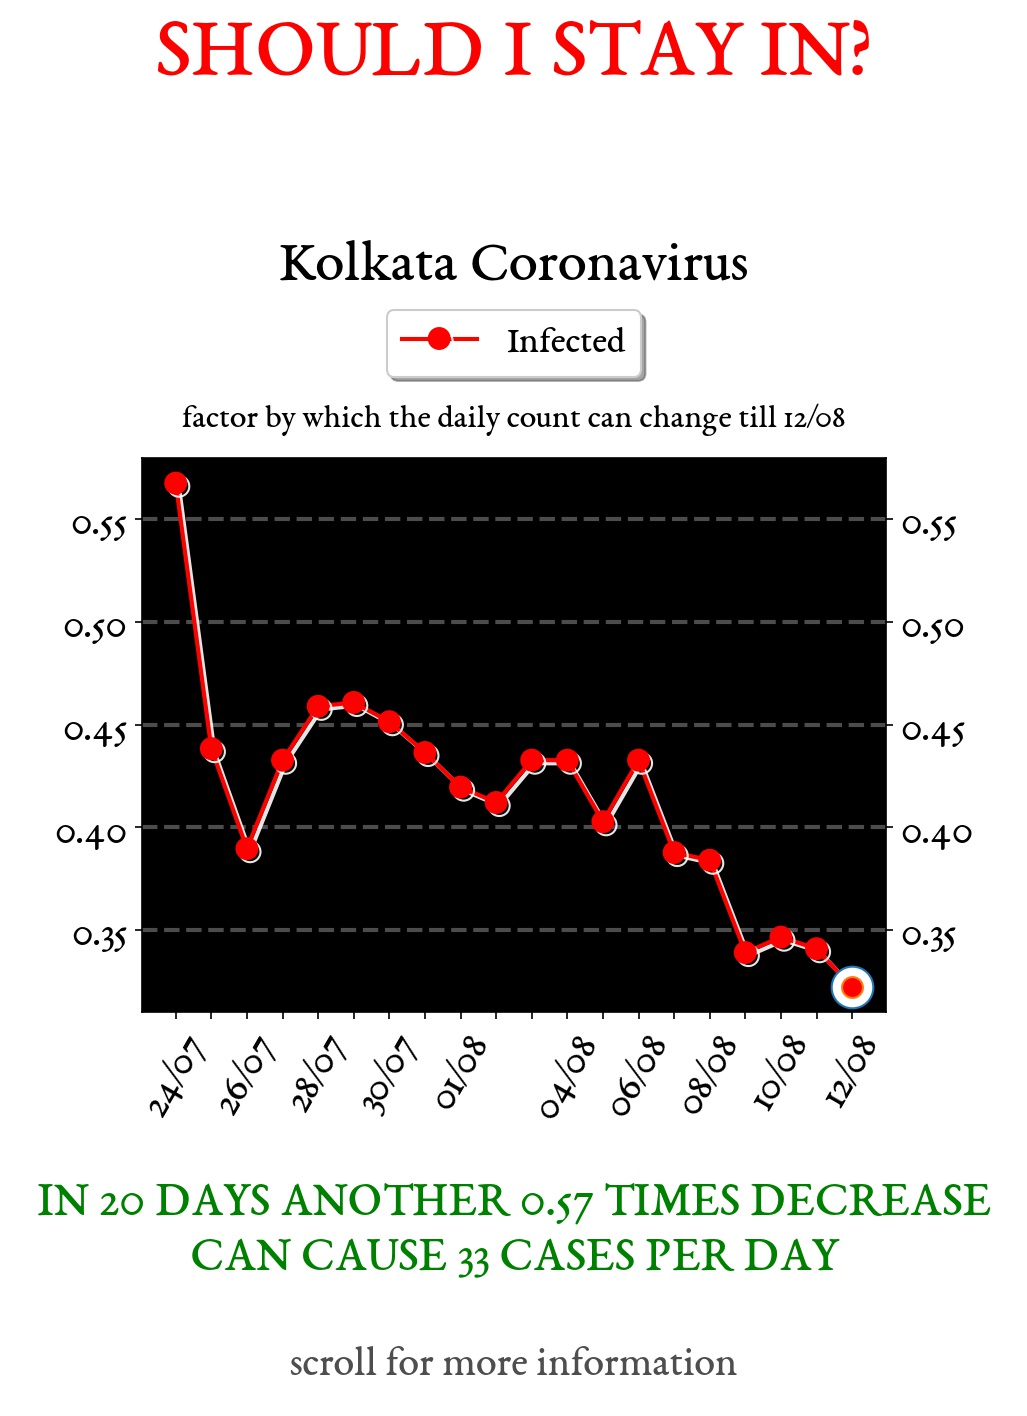 SHOULD I STAY IN?
Kolkata Coronavirus
Infected
factor by which the daily count can change till 12/08
0.55 0.55
0.50 0.50
0.45 0.45
0.40 0.40
0.35 0.35
24/07 26/07 28/07 30/07 01/08 04/08 06/08 08/08 10/08 12/08
IN 20 DAYS ANOTHER 0.57 TIMES DECREASE
CAN CAUSE 33 CASES PER DAY
scroll for more information